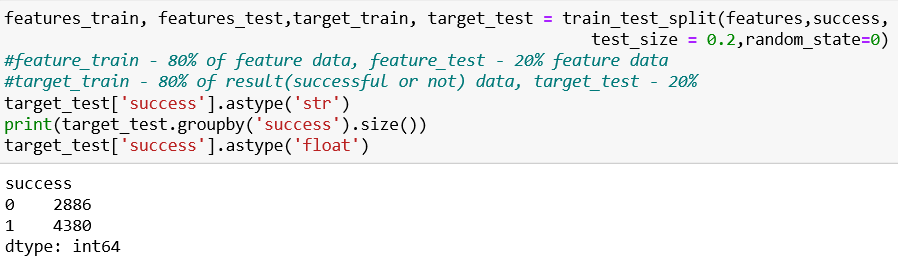 features_train, features_test,target_train, target_test = train_test_split(features,success,
test_size = 0.2,random_state=0)
#feature_train - 80% of feature data, feature_test - 20% feature data
#target_train - 80% of result(successful or not) data, target_test - 20%
target_test['success'].astype('str')
print(target_test.groupby('success').size())
target_test['success'].astype('float')
success
0    2886
1    4380
dtype: int64